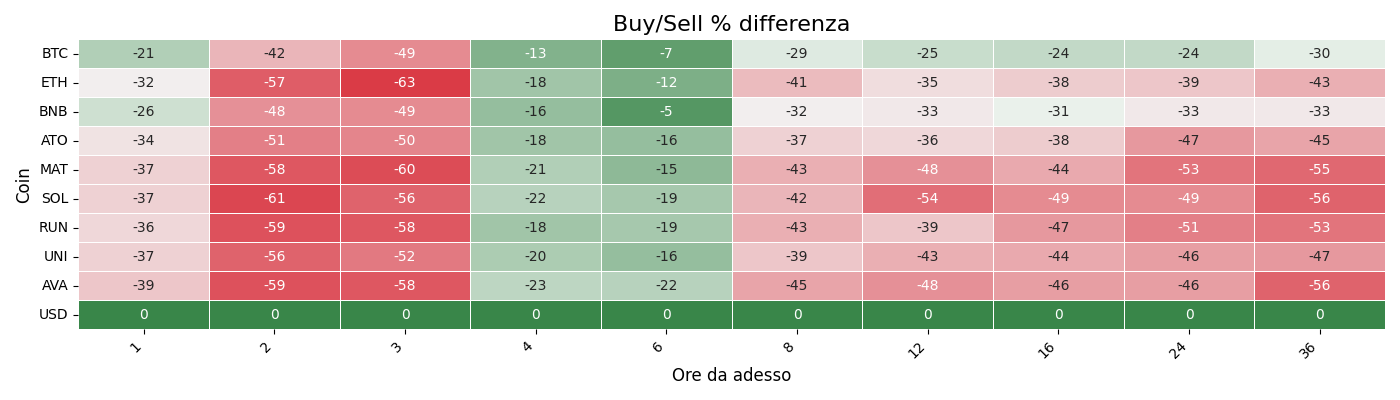 Buy/Sell % differenza
Coin
BTC -21 -42 -49 -13 -7 -29 -25 -24 -24 -30
ETH -32 -57 -63 -18 -12 -41 -35 -38 -39 -43
BNB -26 -48 -49 -16 -5 -32 -33 -31 -33 -33
ATO -34 -51 -50 -18 -16 -37 -36 -38 -47 -45
MAT -37 -58 -60 -21 -15 -43 -48 -44 -53 -55
SOL -37 -61 -56 -22 -19 -42 -54 -49 -49 -56
RUN -36 -59 -58 -18 -19 -43 -39 -47 -51 -53
UNI -37 -56 -52 -20 -16 -39 -43 -44 -46 -47
AVA -39 -59 -58 -23 -22 -45 -48 -46 -46 -56
USD 0 0 0 0 0 0 0 0 0 0
1 2 3 4 6 8 12 16 24 36
Ore da adesso